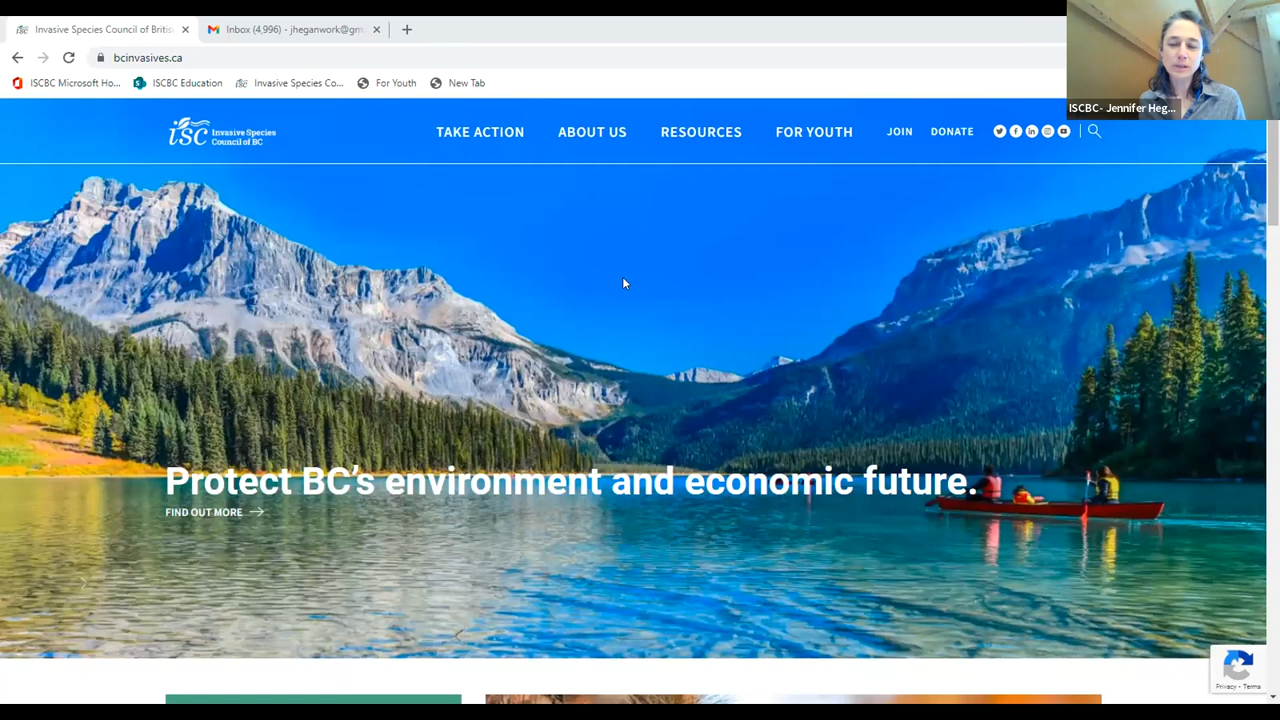 Invasive Species Council of Britis
Inbox (4,996) - jheganwork@gm
bcinvasives.ca
ISCBC Microsoft Ho...
ISCBC Education
Invasive Species Co...
For Youth
New Tab
ISCBC- Jennifer Heg...
isc Invasive Species
Council of BC
TAKE ACTION
ABOUT US
RESOURCES
FOR YOUTH
JOIN
DONATE
Protect BC's environment and economic future.
FIND OUT MORE
Privacy - Terms